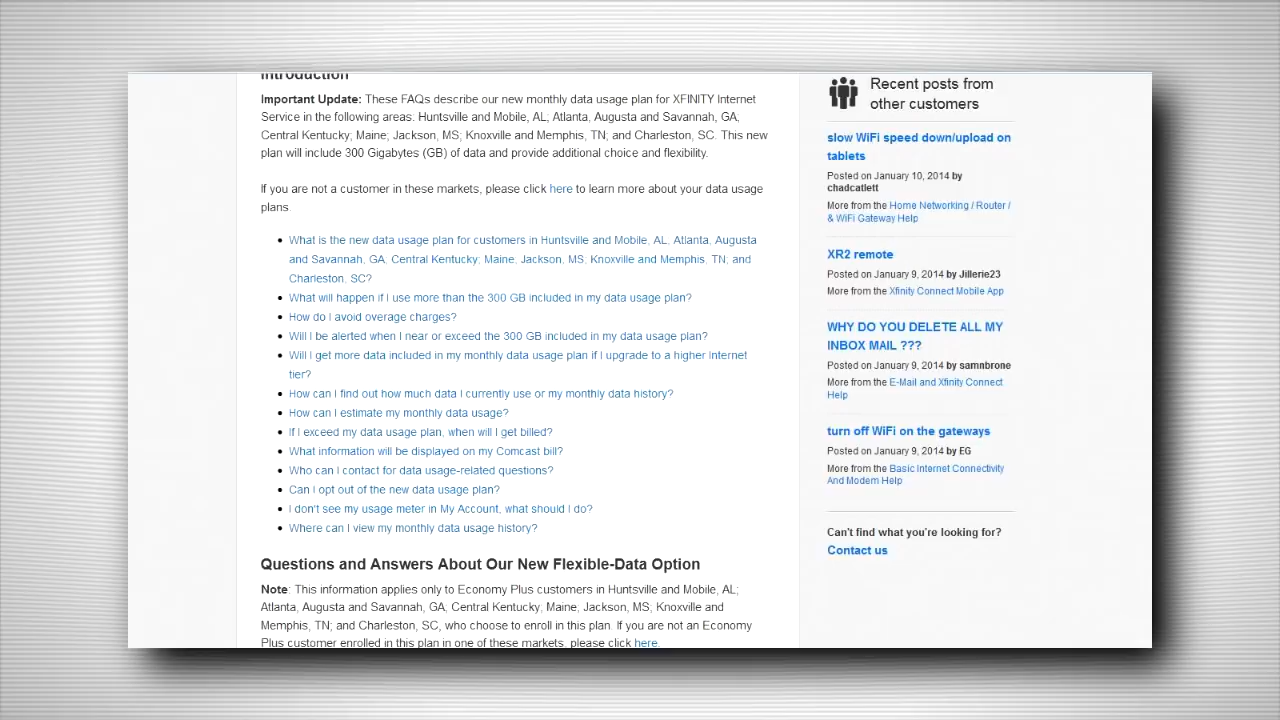 Introduction
Important Update: These FAQs describe our new monthly data usage plan for XFINITY Internet
Service in the following areas: Huntsville and Mobile, AL; Atlanta, Augusta and Savannah, GA,
Central Kentucky; Maine; Jackson, MS; Knoxville and Memphis, TN; and Charleston, SC. This new
plan will include 300 Gigabytes (GB) of data and provide additional choice and flexibility.
If you are not a customer in these markets, please click here to learn more about your data usage
plans.
• What is the new data usage plan for customers in Huntsville and Mobile, AL, Atlanta, Augusta
and Savannah, GA, Central Kentucky; Maine; Jackson, MS; Knoxville and Memphis, TN; and
Charleston, SC?
• What will happen if I use more than the 300 GB included in my data usage plan?
• How do I avoid overage charges?
• Will I be alerted when I near or exceed the 300 GB included in my data usage plan?
• Will I get more data included in my monthly data usage plan if I upgrade to a higher Internet
tier?
• How can I find out how much data I currently use or my monthly data history?
• How can I estimate my monthly data usage?
• If I exceed my data usage plan, when will I get billed?
• What information will be displayed on my Comcast bill?
• Who can I contact for data usage-related questions?
• Can I opt out of the new data usage plan?
• I don't see my usage meter in My Account, what should I do?
• Where can I view my monthly data usage history?
Questions and Answers About Our New Flexible-Data Option
Note: This information applies only to Economy Plus customers in Huntsville and Mobile, AL;
Atlanta, Augusta and Savannah, GA, Central Kentucky; Maine; Jackson, MS, Knoxville and
Memphis, TN; and Charleston, SC, who choose to enroll in this plan. If you are not an Economy
Plus customer enrolled in this plan in one of these markets, please click here.
Recent posts from
other customers
slow WiFi speed down/upload on
tablets
Posted on January 10, 2014 by
chadcatlett
More from the Home Networking / Router /
& WiFi Gateway Help
XR2 remote
Posted on January 9, 2014 by Jillerie23
More from the Xfinity Connect Mobile App
WHY DO YOU DELETE ALL MY
INBOX MAIL ???
Posted on January 9, 2014 by samnbrone
More from the E-Mail and Xfinity Connect
Help
turn off WiFi on the gateways
Posted on January 9, 2014 by EG
More from the Basic Internet Connectivity
And Modem Help
Can't find what you're looking for?
Contact us